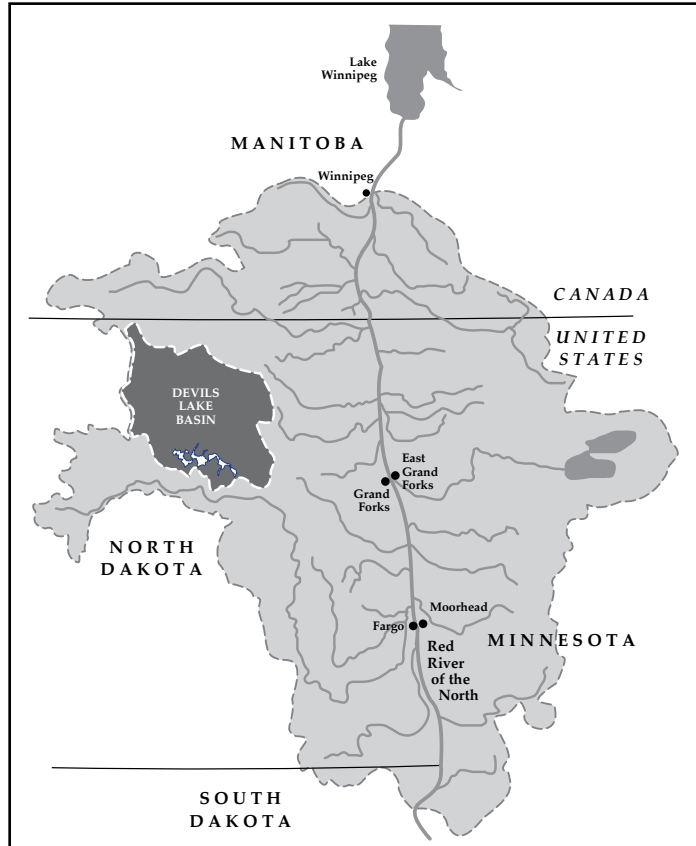 Lake
Winnipeg
MANITOBA
Winnipeg
CANADA
UNITED
STATES
DEVILS
LAKE
BASIN
East
Grand
Forks
Grand
Forks
NORTH
DAKOTA
Moorhead
Fargo
MINNESOTA
Red
River
of the
North
SOUTH
DAKOTA